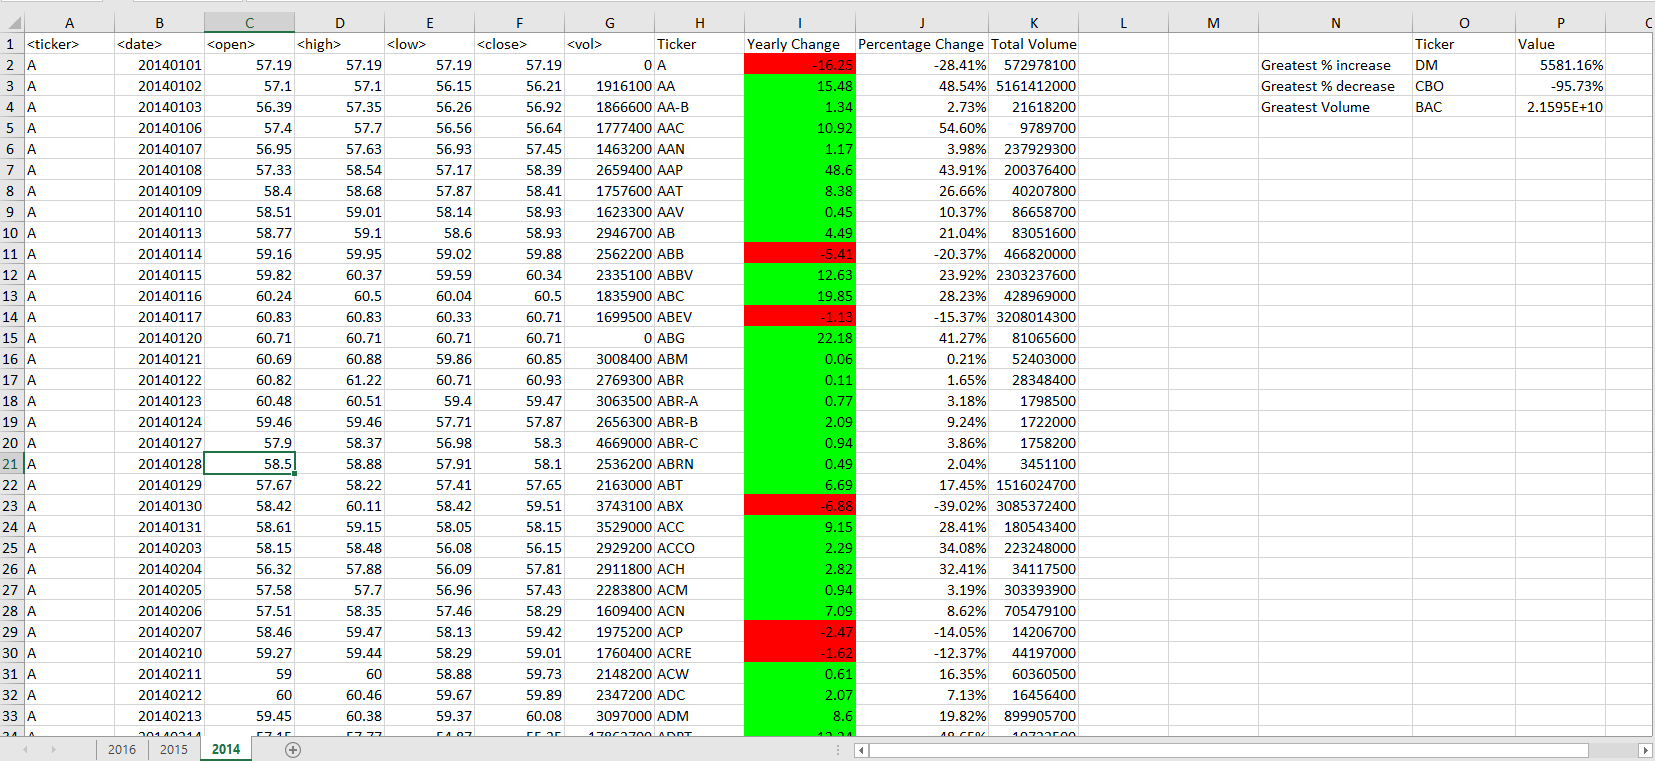 A B C D E F G H I J K L M N O P
1 <ticker> <date> <open> <high> <low> <close> <vol> Ticker Yearly Change Percentage Change Total Volume Ticker Value
2 A 20140101 57.19 57.19 57.19 57.19 0 A -16.25 -28.41% 572978100 Greatest % increase DM 5581.16%
3 A 20140102 57.1 57.1 56.15 56.21 1916100 AA 15.48 48.54% 5161412000 Greatest % decrease CBO -95.73%
4 A 20140103 56.39 57.35 56.26 56.92 1866600 AA-B 1.34 2.73% 21618200 Greatest Volume BAC 2.1595E+10
5 A 20140106 57.4 57.7 56.56 56.64 1777400 AAC 10.92 54.60% 9789700
6 A 20140107 56.95 57.63 56.93 57.45 1463200 AAN 1.17 3.98% 237929300
7 A 20140108 57.33 58.54 57.17 58.39 2659400 AAP 48.6 43.91% 200376400
8 A 20140109 58.4 58.68 57.87 58.41 1757600 AAT 8.38 26.66% 40207800
9 A 20140110 58.51 59.01 58.14 58.93 1623300 AAV 0.45 10.37% 86658700
10 A 20140113 58.77 59.1 58.6 58.93 2946700 AB 4.49 21.04% 83051600
11 A 20140114 59.16 59.95 59.02 59.88 2562200 ABB -5.41 -20.37% 466820000
12 A 20140115 59.82 60.37 59.59 60.34 2335100 ABBV 12.63 23.92% 2303237600
13 A 20140116 60.24 60.5 60.04 60.5 1835900 ABC 19.85 28.23% 428969000
14 A 20140117 60.83 60.83 60.33 60.71 1699500 ABEV -1.13 -15.37% 3208014300
15 A 20140120 60.71 60.71 60.71 60.71 0 ABG 22.18 41.27% 81065600
16 A 20140121 60.69 60.88 59.86 60.85 3008400 ABM 0.06 0.21% 52403000
17 A 20140122 60.82 61.22 60.71 60.93 2769300 ABR 0.11 1.65% 28348400
18 A 20140123 60.48 60.51 59.4 59.47 3063500 ABR-A 0.77 3.18% 1798500
19 A 20140124 59.46 59.46 57.71 57.87 2656300 ABR-B 2.09 9.24% 1722000
20 A 20140127 57.9 58.37 56.98 58.3 4669000 ABR-C 0.94 3.86% 1758200
21 A 20140128 58.5 58.88 57.91 58.1 2536200 ABRN 0.49 2.04% 3451100
22 A 20140129 57.67 58.22 57.41 57.65 2163000 ABT 6.69 17.45% 1516024700
23 A 20140130 58.42 60.11 58.42 59.51 3743100 ABX -6.88 -39.02% 3085372400
24 A 20140131 58.61 59.15 58.05 58.15 3529000 ACC 9.15 28.41% 180543400
25 A 20140203 58.15 58.48 56.08 56.15 2929200 ACCO 2.29 34.08% 223248000
26 A 20140204 56.32 57.88 56.09 57.81 2911800 ACH 2.82 32.41% 34117500
27 A 20140205 57.58 57.7 56.96 57.43 2283800 ACM 0.94 3.19% 303393900
28 A 20140206 57.51 58.35 57.46 58.29 1609400 ACN 7.09 8.62% 705479100
29 A 20140207 58.46 59.47 58.13 59.42 1975200 ACP -2.47 -14.05% 14206700
30 A 20140210 59.27 59.44 58.29 59.01 1760400 ACRE -1.62 -12.37% 44197000
31 A 20140211 59 60 58.88 59.73 2148200 ACW 0.61 16.35% 60360500
32 A 20140212 60 60.46 59.67 59.89 2347200 ADC 2.07 7.13% 16456400
33 A 20140213 59.45 60.38 59.37 60.08 3097000 ADM 8.6 19.82% 899905700
2016 2015 2014